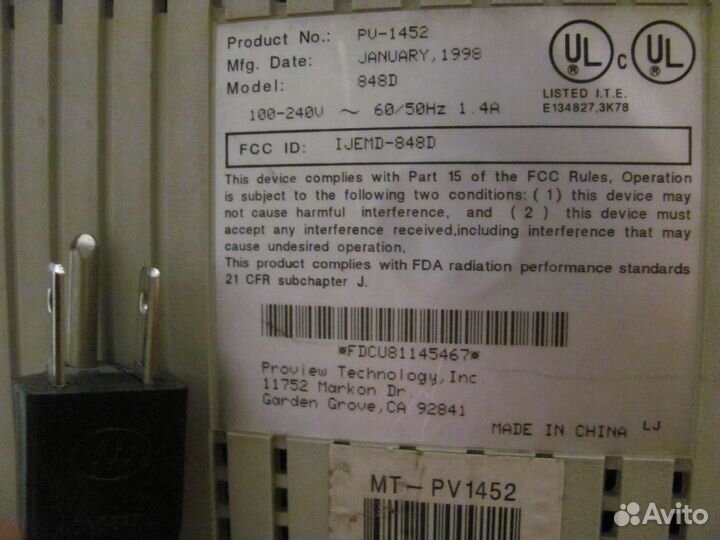 Product No.: PV-1452
Mfg. Date: JANUARY,1998
Model: 848D
100-240V ~ 60/50Hz 1.4A
UL ® c UL ®
LISTED I.T.E.
E134827,3K78
FCC ID: IJEMD-848D
This device complies with Part 15 of the FCC Rules, Operation
is subject to the following two conditions: ( 1 ) this device may
not cause harmful interference, and ( 2 ) this device must
accept any interference received,including interference that may
cause undesired operation.
This product complies with FDA radiation performance standards
21 CFR subchapter J.
*FDCU81145467*
Proview Technology,Inc
11752 Markon Dr
Garden Grove,CA 92841
MADE IN CHINA LJ
MT-PV1452
Avito